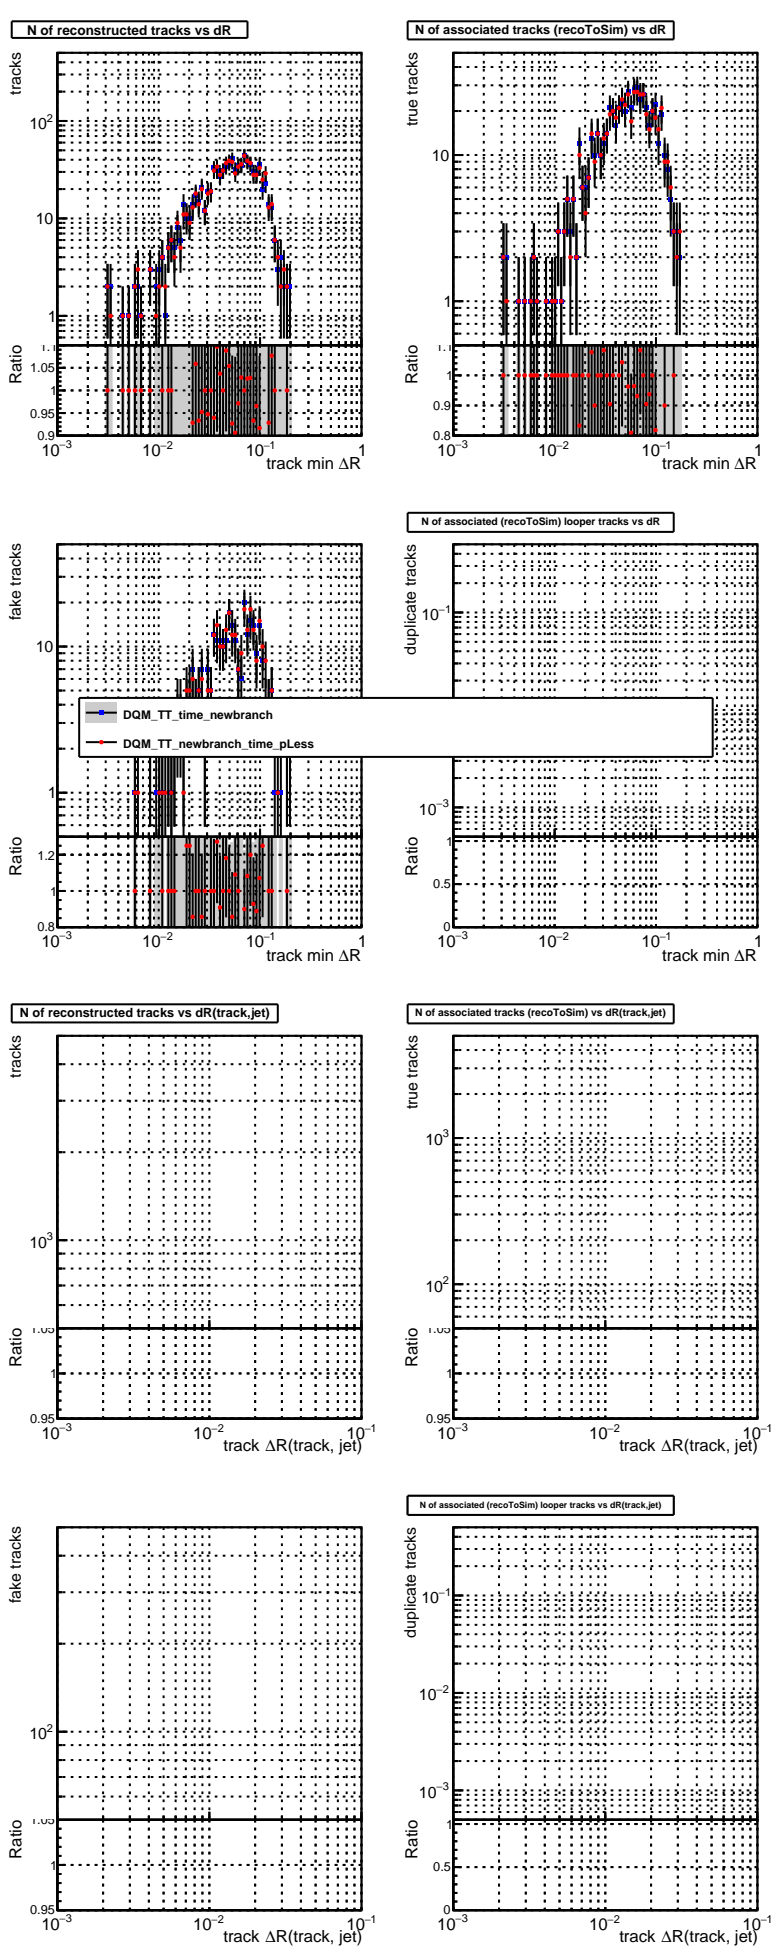 N of reconstructed tracks vs dR
tracks
10²
10
1
Ratio
1.1
1.05
1
0.95
0.9
10⁻³
10⁻²
10⁻¹
1
track min ΔR
N of associated tracks (recoToSim) vs dR
true tracks
10
1
Ratio
1.1
1
0.9
0.8
10⁻³
10⁻²
10⁻¹
1
track min ΔR
fake tracks
10
1
Ratio
1.2
1
0.8
10⁻³
10⁻²
10⁻¹
1
track min ΔR
N of associated (recoToSim) looper tracks vs dR
duplicate tracks
10⁻¹
10⁻³
Ratio
1
0.5
0
10⁻³
10⁻²
10⁻¹
1
track min ΔR
DQM_TT_time_newbranch
DQM_TT_newbranch_time_pLess
N of reconstructed tracks vs dR(track,jet)
tracks
10³
Ratio
1.05
1
0.95
10⁻³
10⁻²
10⁻¹
track ΔR(track, jet)
N of associated tracks (recoToSim) vs dR(track,jet)
true tracks
10³
10²
Ratio
1.05
1
0.95
10⁻³
10⁻²
10⁻¹
track ΔR(track, jet)
fake tracks
10²
Ratio
1.05
1
0.95
10⁻³
10⁻²
10⁻¹
track ΔR(track, jet)
N of associated (recoToSim) looper tracks vs dR(track,jet)
duplicate tracks
10⁻¹
10⁻²
10⁻³
Ratio
1
0.5
0
10⁻³
10⁻²
10⁻¹
track ΔR(track, jet)